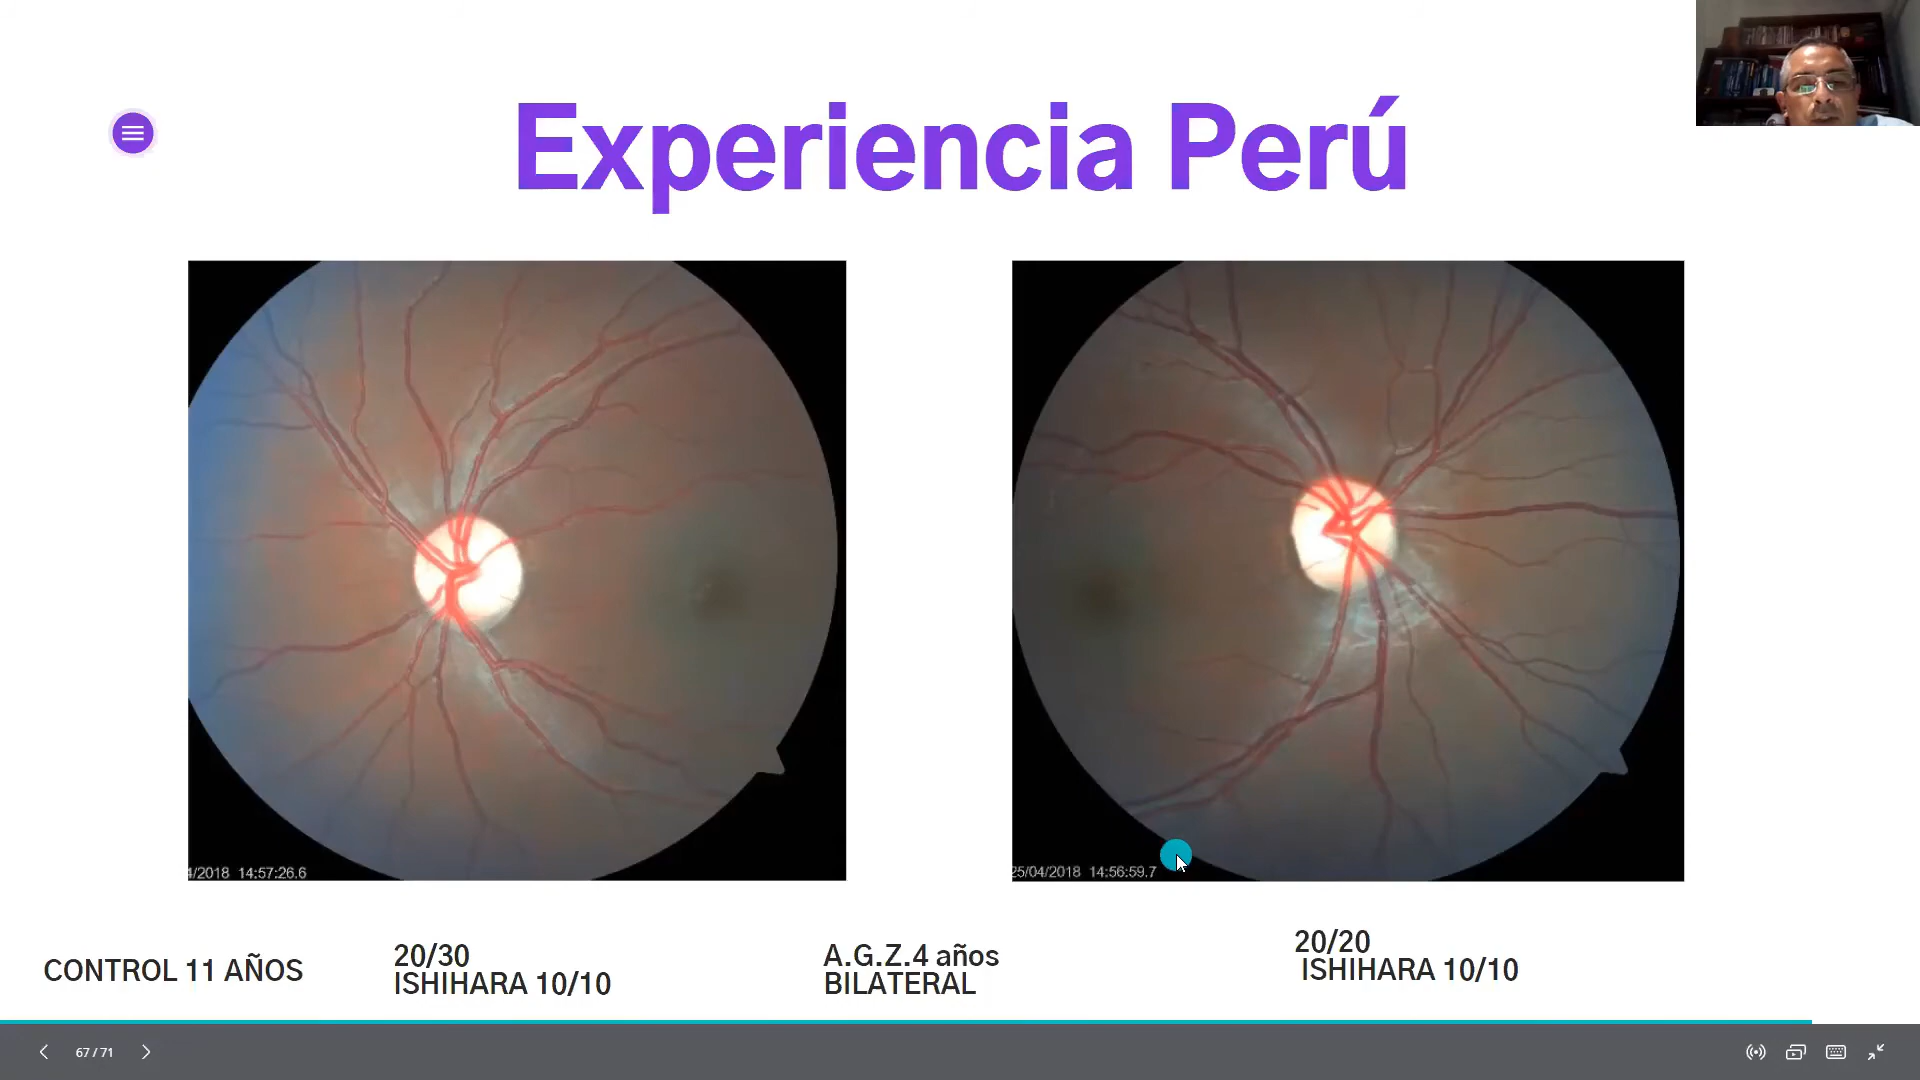 Experiencia Perú
4/2018 14:57:26.6
25/04/2018 14:56:59.7
CONTROL 11 AÑOS
20/30
ISHIHARA 10/10
A.G.Z.4 años
BILATERAL
20/20
ISHIHARA 10/10
67 / 71